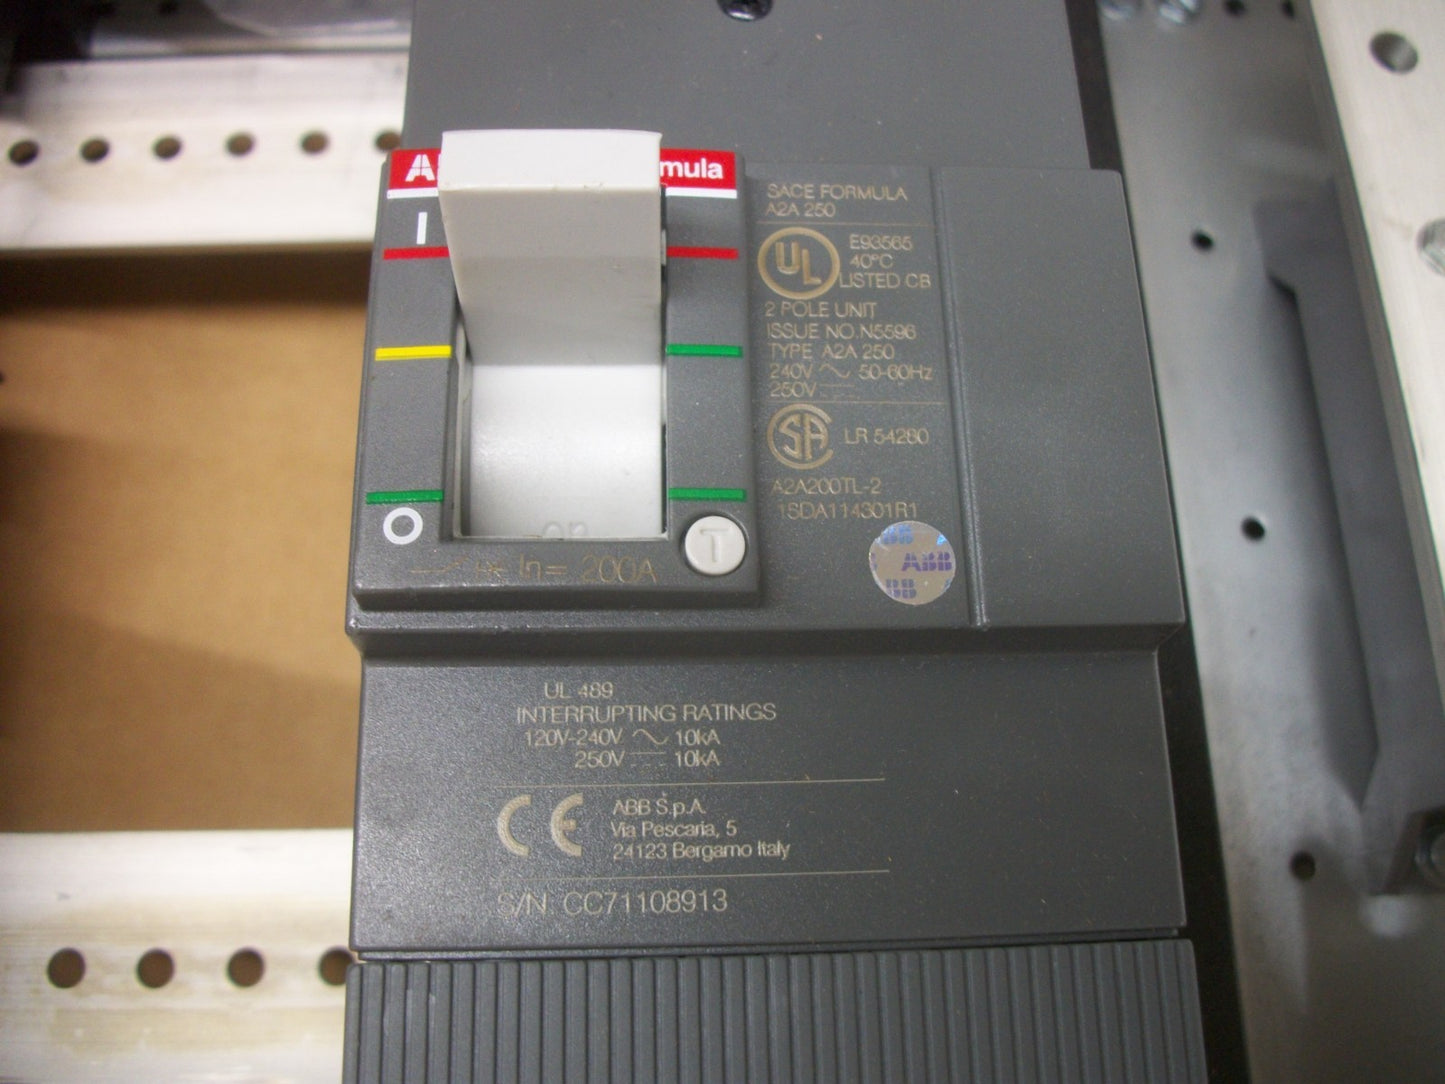 mula
I
SACE FORMULA
A2A 250
UL
E93565
40°C
LISTED CB
2 POLE UNIT
ISSUE NO.N5596
TYPE A2A 250
240V 50-60Hz
250V
SA
LR 54280
A2A200TL-2
1SDA114301R1
ABB
O
T
In= 200A
UL 489
INTERRUPTING RATINGS
120V-240V 10kA
250V 10kA
CE
ABB S.p.A.
Via Pescaria, 5
24123 Bergamo Italy
S/N. CC71108913